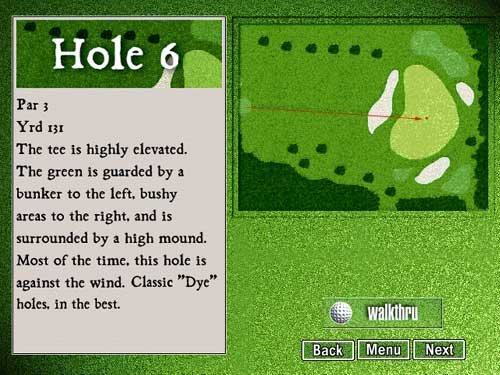 Hole 6
Par 3
Yrd 131
The tee is highly elevated.
The green is guarded by a
bunker to the left, bushy
areas to the right, and is
surrounded by a high mound.
Most of the time, this hole is
against the wind. Classic "Dye"
holes, in the best.
walkthru
Back Menu Next